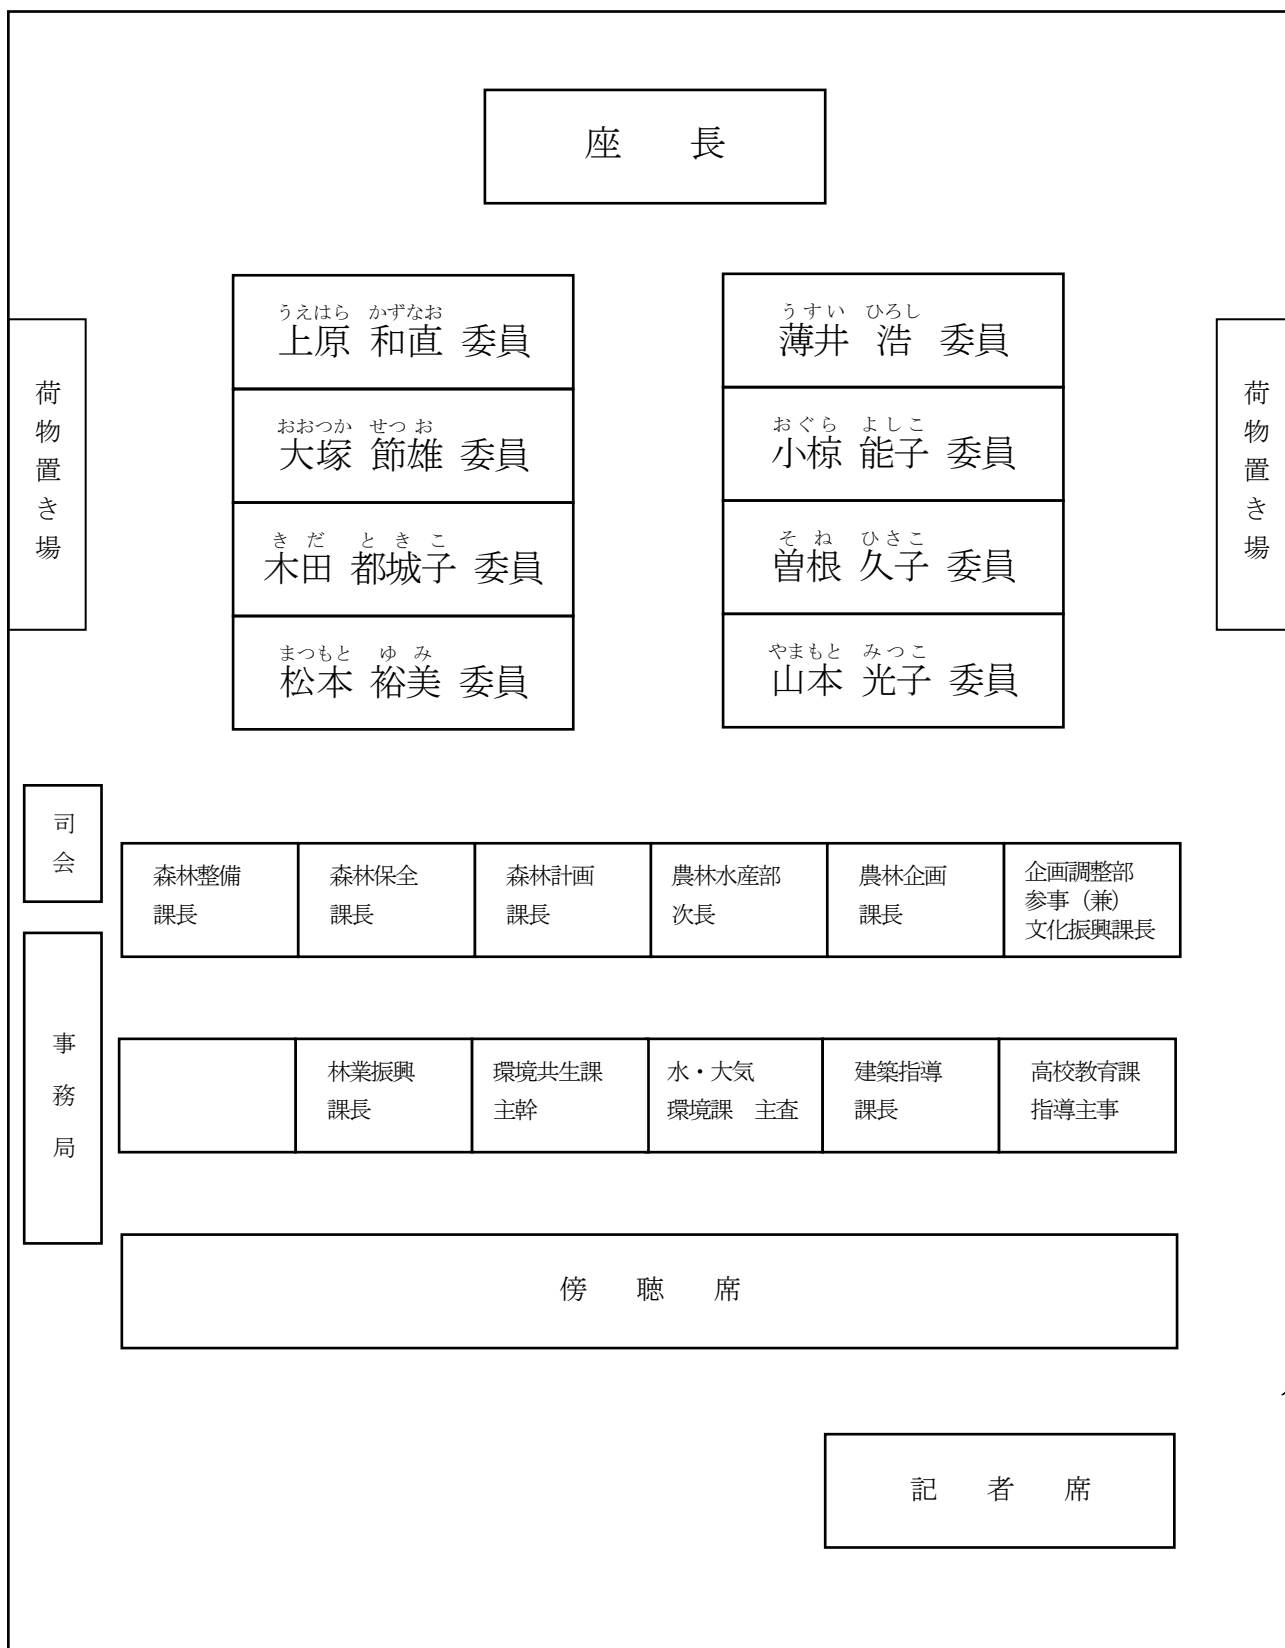 座　長
うえはら　かずなお
上原 和直 委員
おおつか　せつ お
大塚 節雄 委員
き だ　と き こ
木田 都城子 委員
まつもと　ゆ み
松本 裕美 委員
うすい　ひろし
薄井 浩 委員
おぐら　よしこ
小椋 能子 委員
そ ね　ひさこ
曽根 久子 委員
やまもと　みつこ
山本 光子 委員
荷物置き場
荷物置き場
司会
事務局
森林整備
課長
森林保全
課長
森林計画
課長
農林水産部
次長
農林企画
課長
企画調整部
参事（兼）
文化振興課長
林業振興
課長
環境共生課
主幹
水・大気
環境課　主査
建築指導
課長
高校教育課
指導主事
傍　聴　席
記　者　席